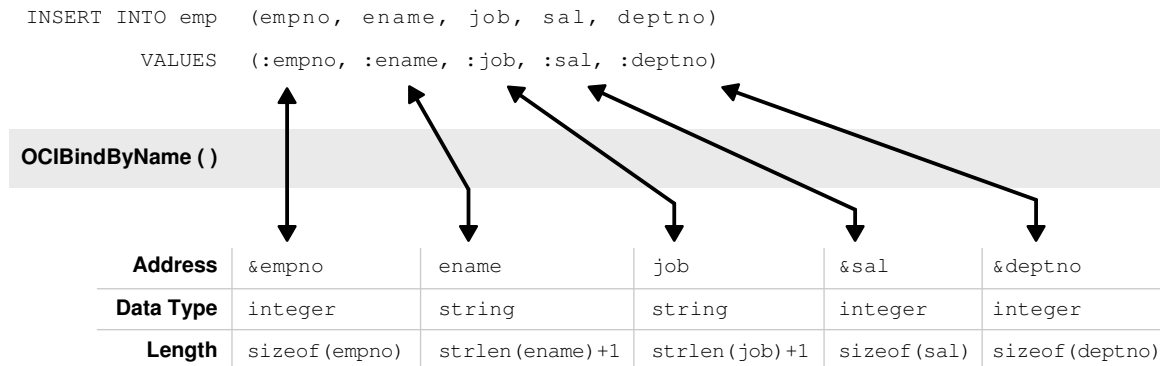 INSERT INTO emp (empno, ename, job, sal, deptno)
VALUES (:empno, :ename, :job, :sal, :deptno)
OCIBindByName ( )
Address &empno ename job &sal &deptno
Data Type integer string string integer integer
Length sizeof(empno) strlen(ename)+1 strlen(job)+1 sizeof(sal) sizeof(deptno)